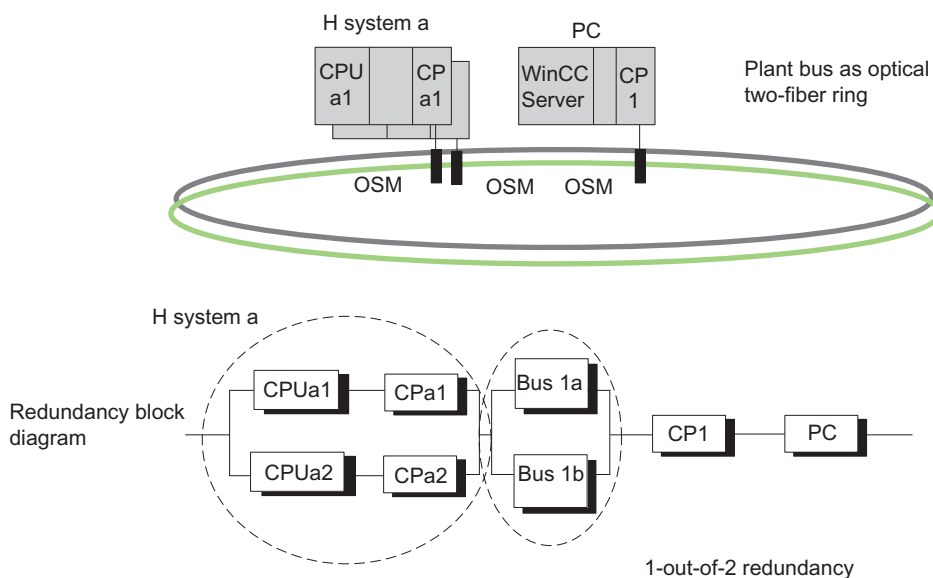 H system a
PC
CPU
a1
CP
a1
WinCC
Server
CP
1
Plant bus as optical
two-fiber ring
OSM
OSM
OSM
H system a
Redundancy block
diagram
CPUa1
CPa1
Bus 1a
CP1
PC
CPUa2
CPa2
Bus 1b
1-out-of-2 redundancy